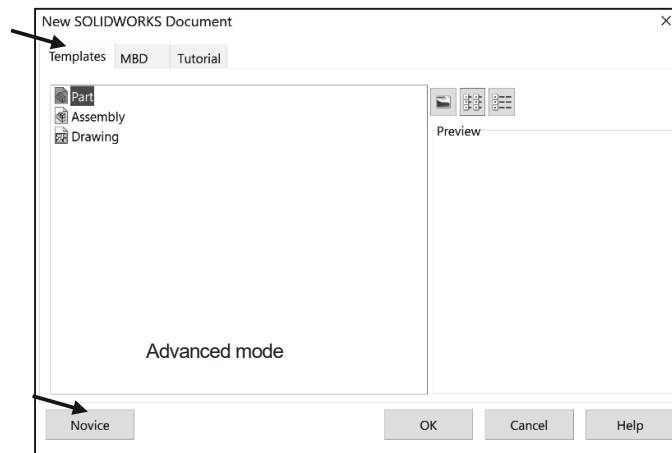 New SOLIDWORKS Document
Templates MBD Tutorial
Part
Assembly
Drawing
Preview
Advanced mode
Novice OK Cancel Help